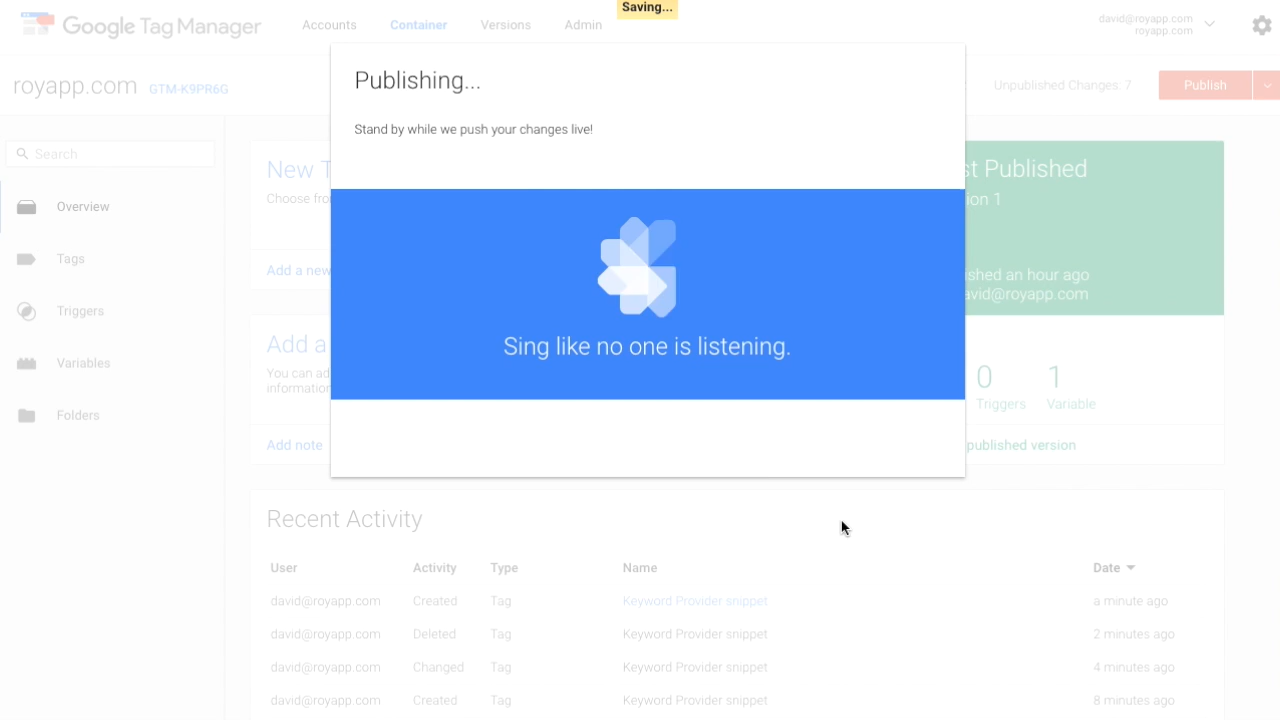 Saving...
Google Tag Manager
Accounts
Container
Versions
Admin
david@royapp.com
royapp.com
royapp.com GTM-K9PR6G
Unpublished Changes: 7
Publish
Search
Overview
Tags
Triggers
Variables
Folders
Publishing...
Stand by while we push your changes live!
Sing like no one is listening.
New T
Choose fro
Add a new
Add a
You can ad
information
Add note
st Published
ion 1
ished an hour ago
avid@royapp.com
0 1
Triggers Variable
published version
Recent Activity
User Activity Type Name Date
david@royapp.com Created Tag Keyword Provider snippet a minute ago
david@royapp.com Deleted Tag Keyword Provider snippet 2 minutes ago
david@royapp.com Changed Tag Keyword Provider snippet 4 minutes ago
david@royapp.com Created Tag Keyword Provider snippet 8 minutes ago